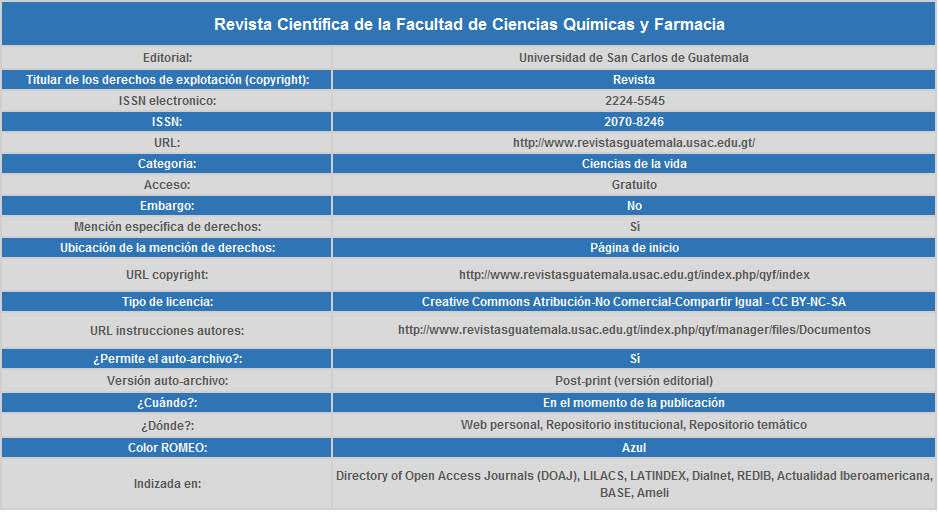 Revista Científica de la Facultad de Ciencias Químicas y Farmacia
Editorial: Universidad de San Carlos de Guatemala
Titular de los derechos de explotación (copyright): Revista
ISSN electronico: 2224-5545
ISSN: 2070-8246
URL: http://www.revistasguatemala.usac.edu.gt/
Categoria: Ciencias de la vida
Acceso: Gratuito
Embargo: No
Mención específica de derechos: Sí
Ubicación de la mención de derechos: Página de inicio
URL copyright: http://www.revistasguatemala.usac.edu.gt/index.php/qyf/index
Tipo de licencia: Creative Commons Atribución-No Comercial-Compartir Igual - CC BY-NC-SA
URL instrucciones autores: http://www.revistasguatemala.usac.edu.gt/index.php/qyf/manager/files/Documentos
¿Permite el auto-archivo?: Sí
Versión auto-archivo: Post-print (versión editorial)
¿Cuándo?: En el momento de la publicación
¿Dónde?: Web personal, Repositorio institucional, Repositorio temático
Color ROMEO: Azul
Indizada en: Directory of Open Access Journals (DOAJ), LILACS, LATINDEX, Dialnet, REDIB, Actualidad Iberoamericana,
BASE, Ameli